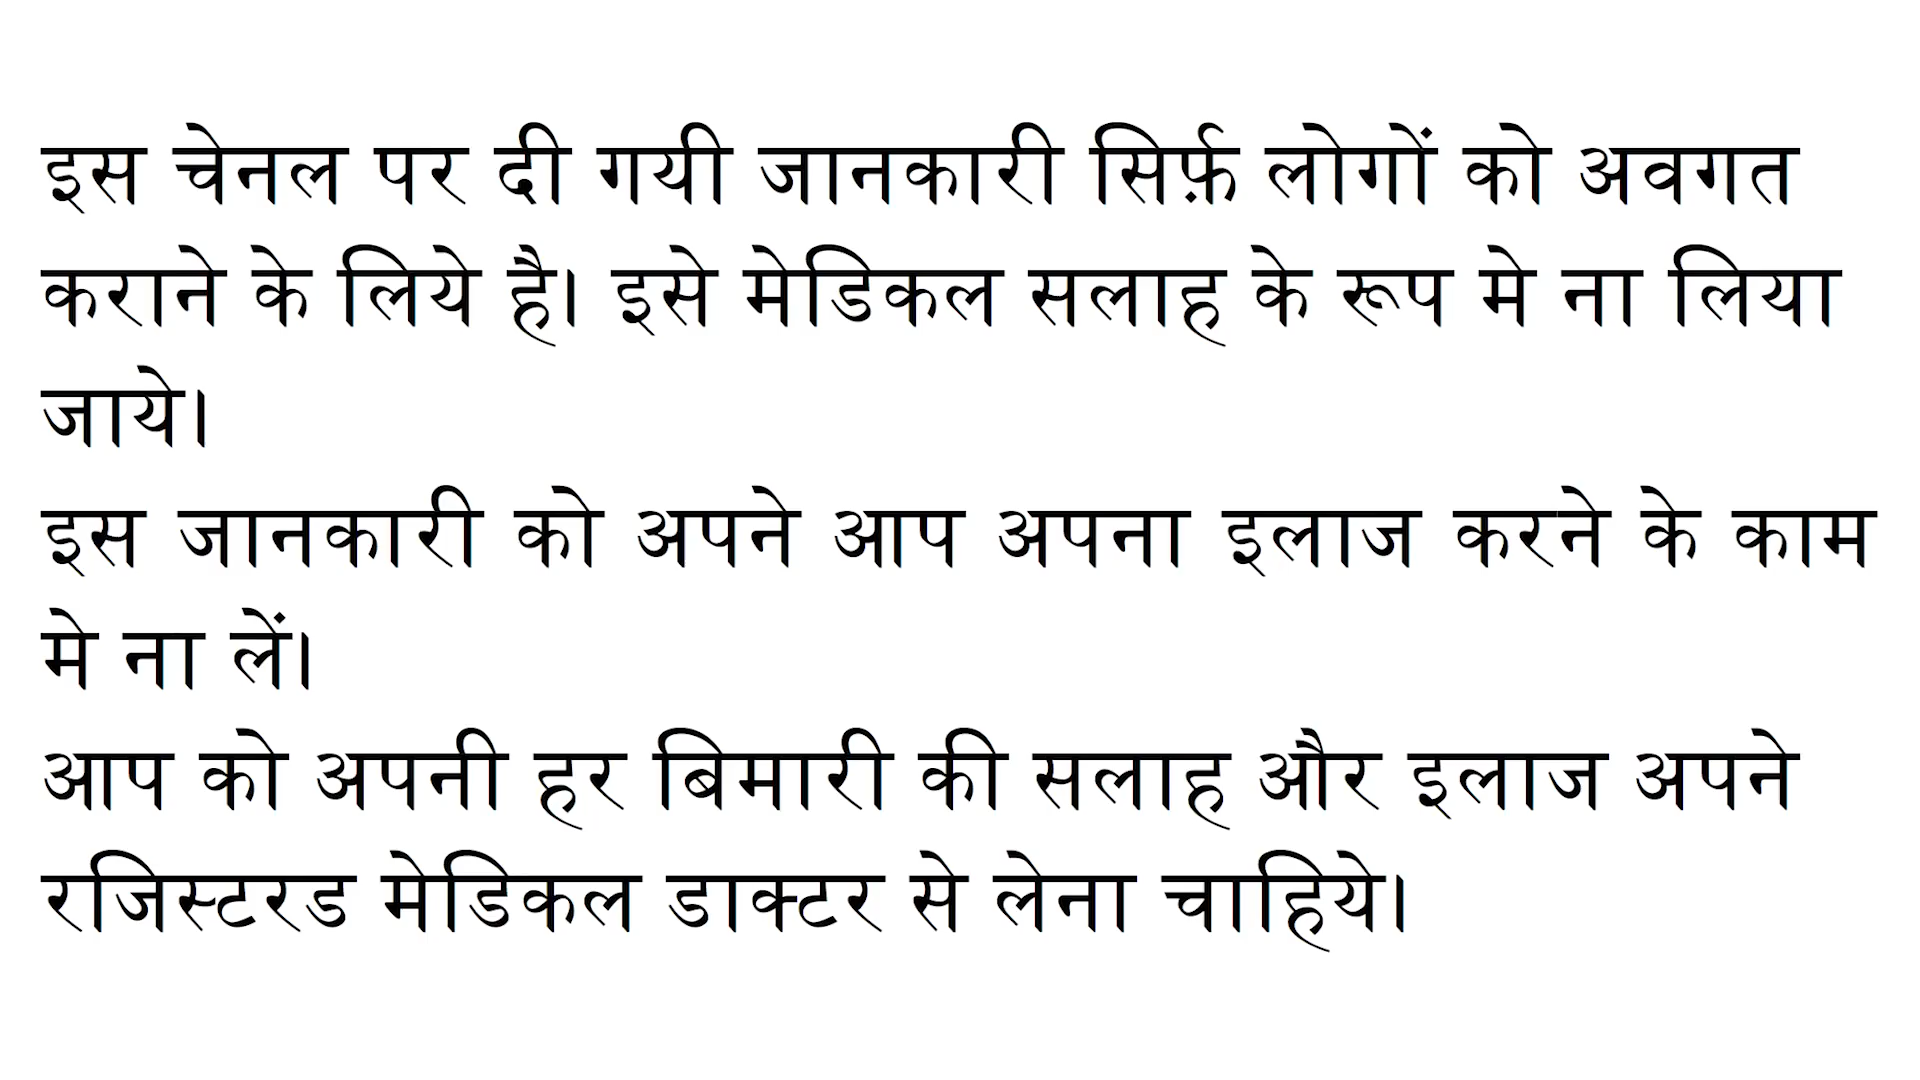 इस चेनल पर दी गयी जानकारी सिर्फ़ लोगों को अवगत
कराने के लिये है। इसे मेडिकल सलाह के रूप मे ना लिया
जाये।
इस जानकारी को अपने आप अपना इलाज करने के काम
मे ना लें।
आप को अपनी हर बिमारी की सलाह और इलाज अपने
रजिस्टरड मेडिकल डाक्टर से लेना चाहिये।